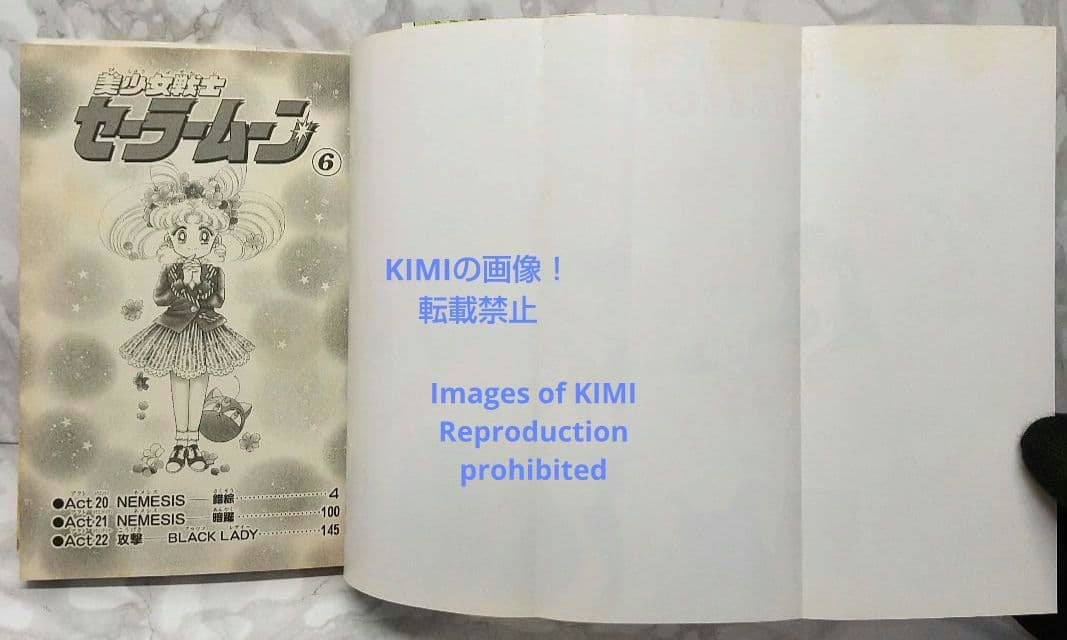 美少女戦士
セーラームーン
6
●Act 20 NEMESIS—錯綜 4
●Act 21 NEMESIS—暗躍 100
●Act 22 攻撃—BLACK LADY 145
KIMIの画像！
転載禁止
Images of KIMI
Reproduction
prohibited